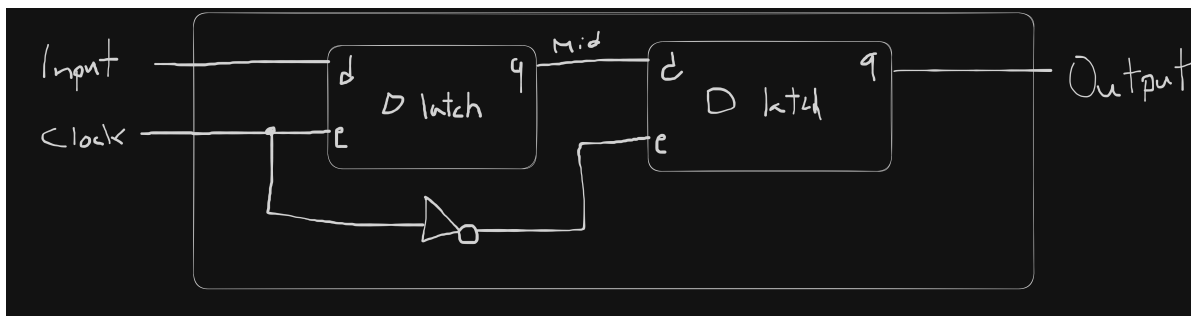 Input
Clock
d
q
D latch
e
Mid
d
q
D latch
e
Output